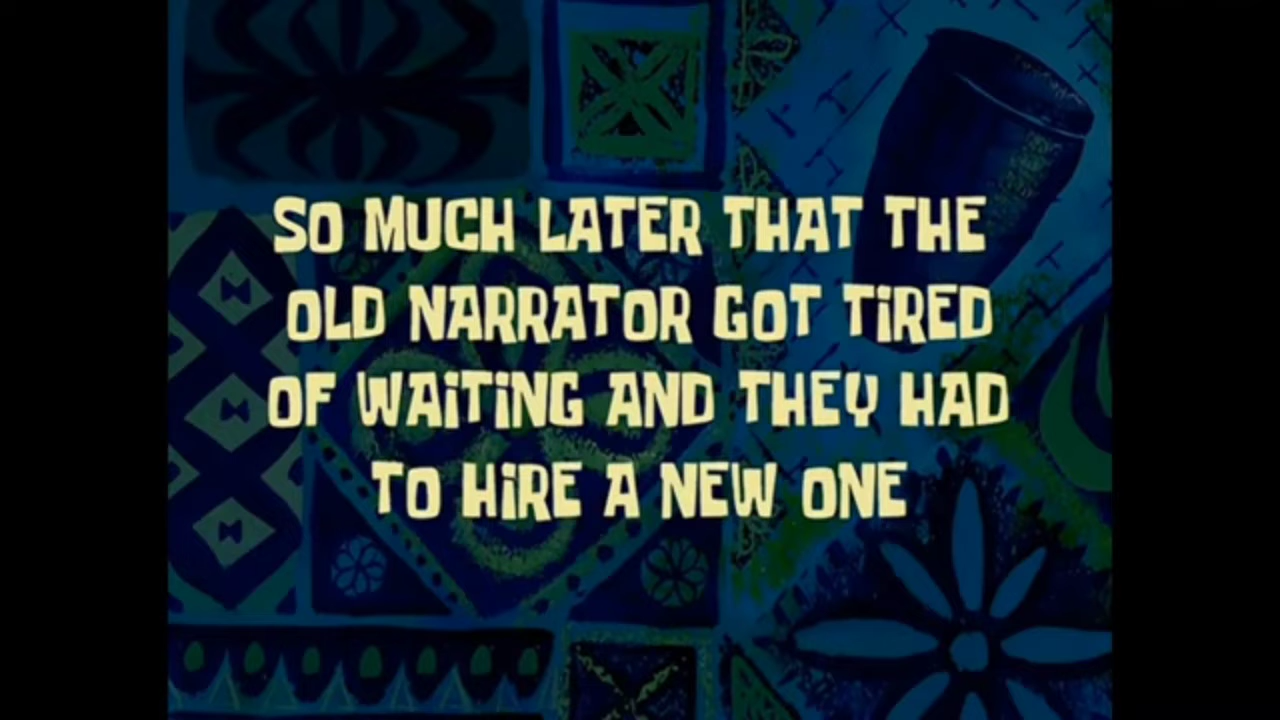 SO MUCH LATER THAT THE
OLD NARRATOR GOT TiRED
OF WAiTiNG AND THEY HAD
TO HiRE A NEW ONE